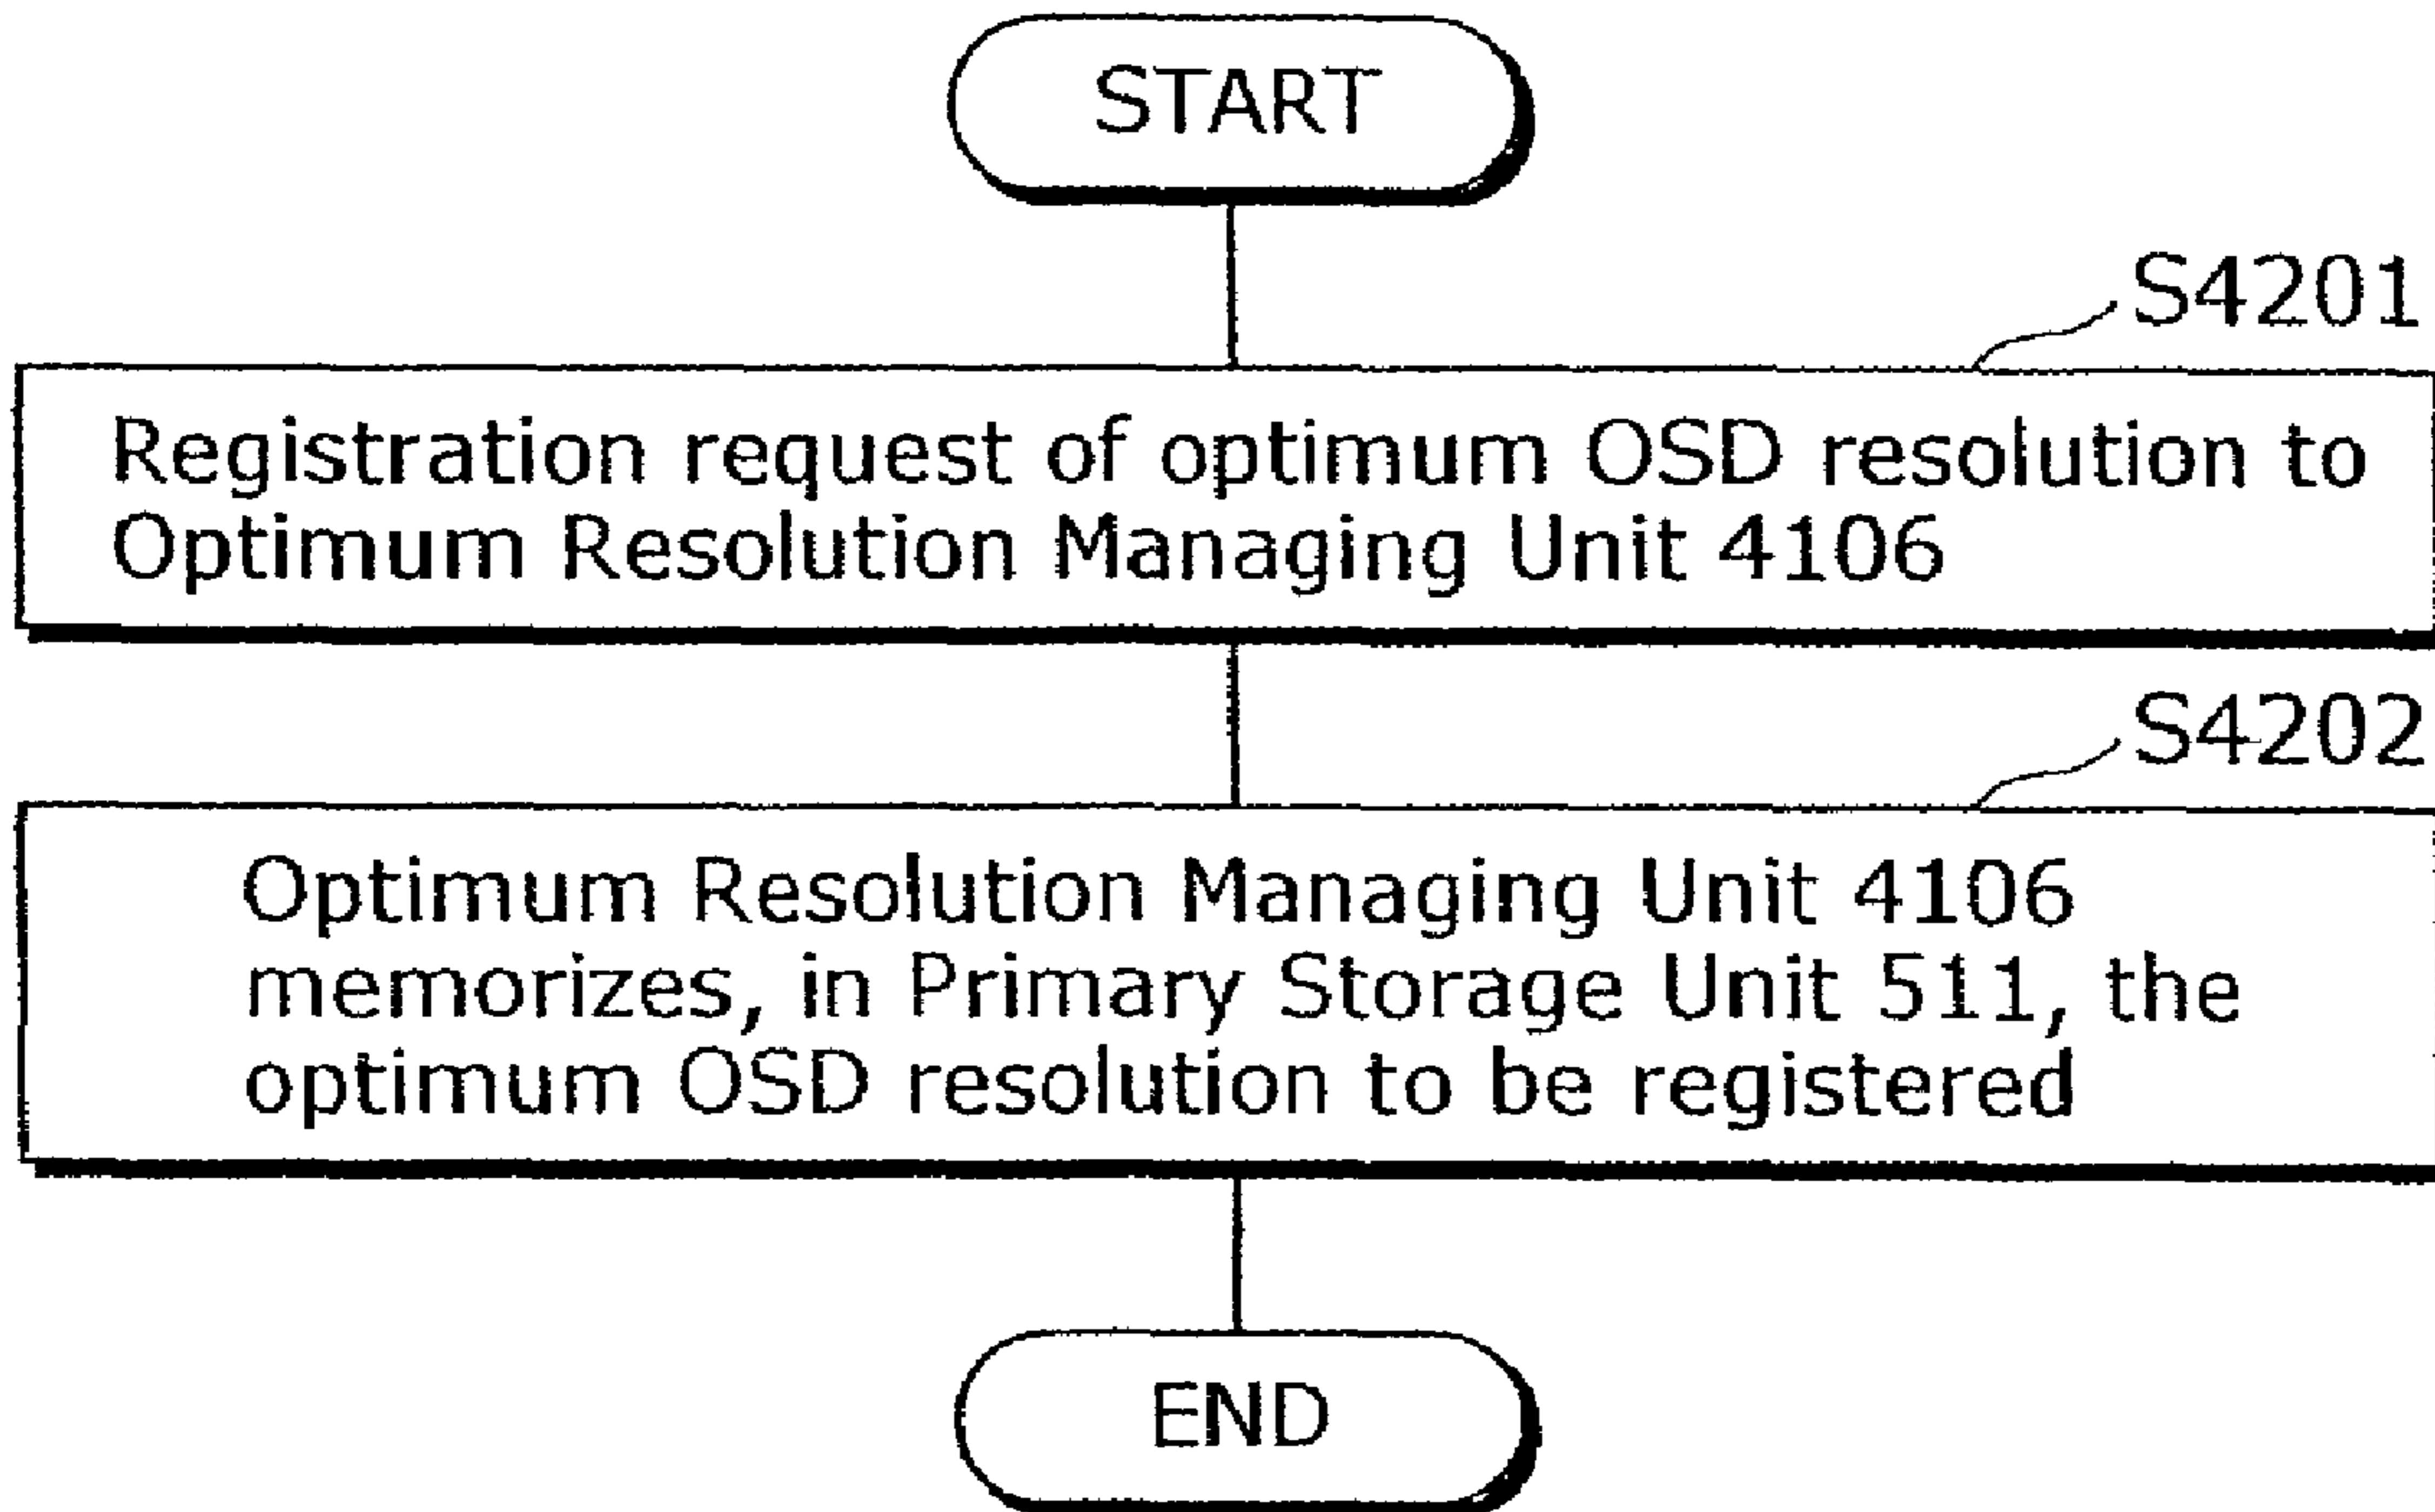 START
S4201
Registration request of optimum OSD resolution to
Optimum Resolution Managing Unit 4106
S4202
Optimum Resolution Managing Unit 4106
memorizes, in Primary Storage Unit 511, the
optimum OSD resolution to be registered
END